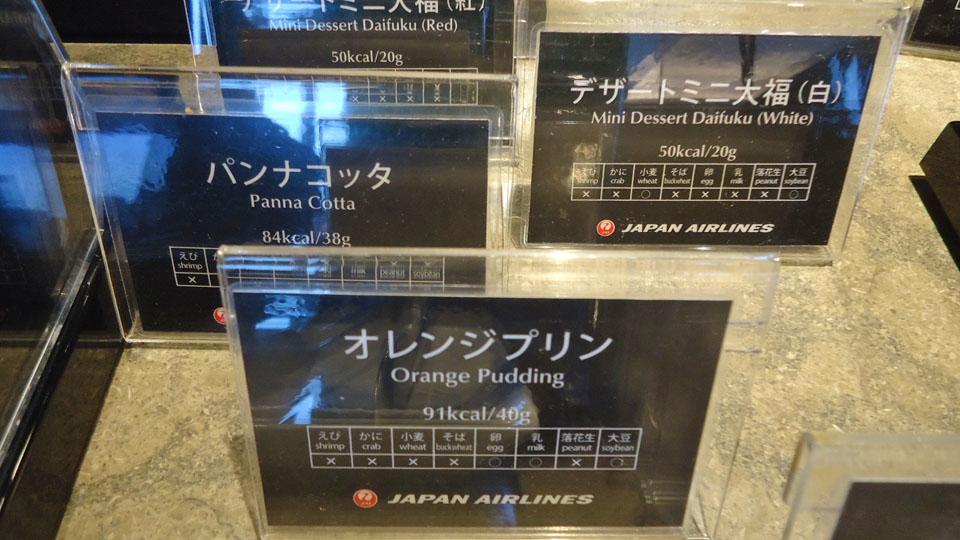 デザートミニ大福(紅)
Mini Dessert Daifuku (Red)
50kcal/20g
× × ×
デザートミニ大福(白)
Mini Dessert Daifuku (White)
50kcal/20g
えび かに 小麦 そば 卵 乳 落花生 大豆
shrimp crab wheat buckwheat egg milk peanut soybean
× × ○ × × × × ○
JAPAN AIRLINES
パンナコッタ
Panna Cotta
84kcal/38g
えび
shrimp milk peanut soybean
×
オレンジプリン
Orange Pudding
91kcal/40g
えび かに 小麦 そば 卵 乳 落花生 大豆
shrimp crab wheat buckwheat egg milk peanut soybean
× × × × ○ ○ × ○
JAPAN AIRLINES